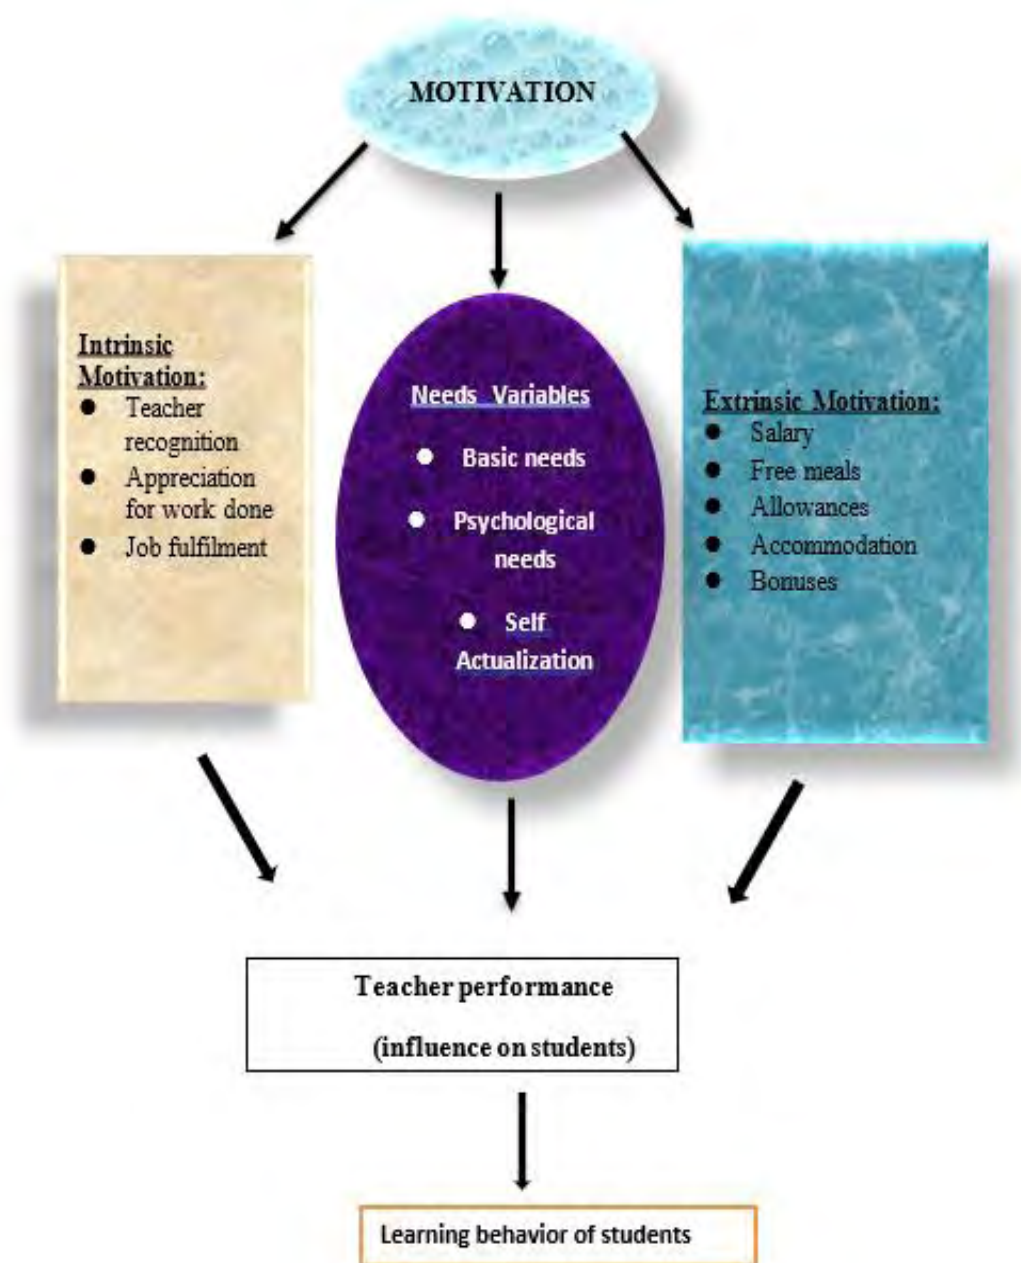 MOTIVATION
Intrinsic
Motivation:
● Teacher
recognition
● Appreciation
for work done
● Job fulfilment
Needs Variables
● Basic needs
● Psychological
needs
● Self
Actualization
Extrinsic Motivation:
● Salary
● Free meals
● Allowances
● Accommodation
● Bonuses
Teacher performance
(influence on students)
Learning behavior of students